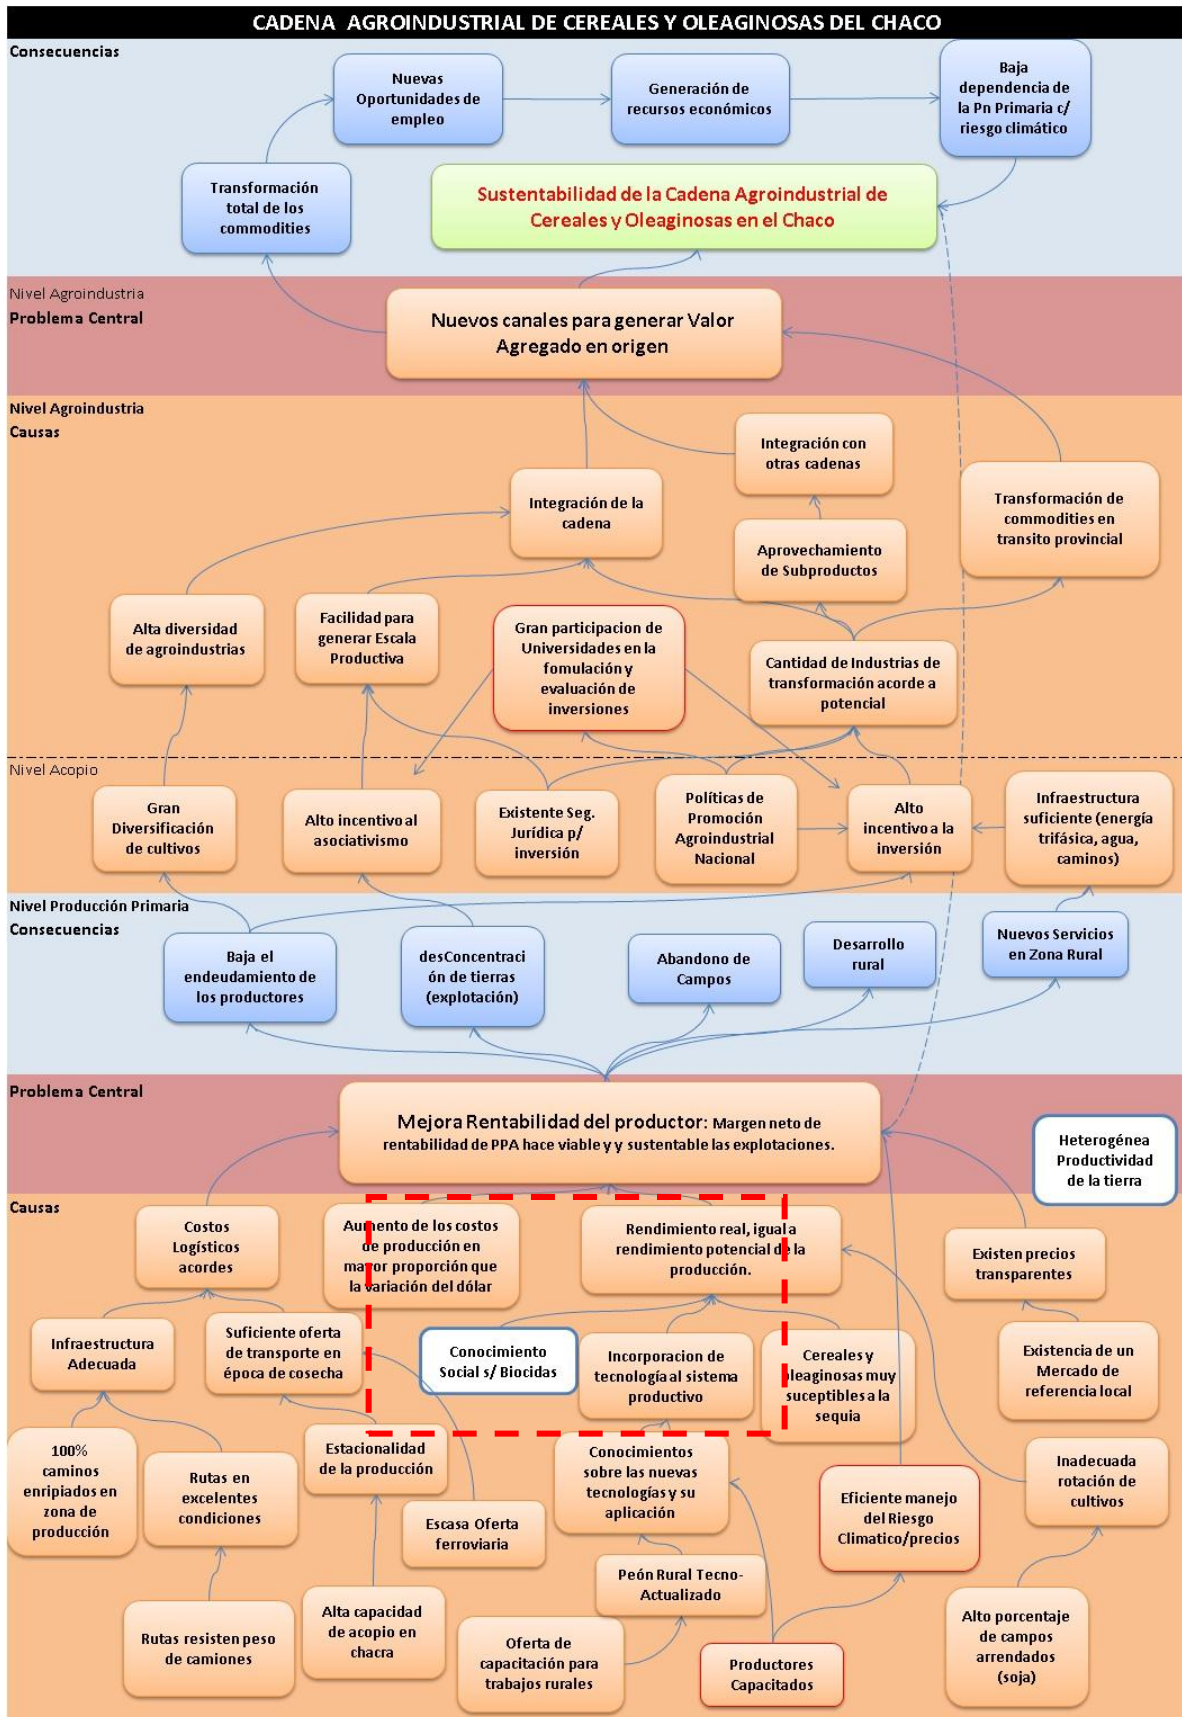 CADENA AGROINDUSTRIAL DE CEREALES Y OLEAGINOSAS DEL CHACO
Consecuencias
Nuevas
Oportunidades de
empleo
Generación de
recursos económicos
Baja
dependencia de
la Pn Primaria c/
riesgo climático
Transformación
total de los
commodities
Sustentabilidad de la Cadena Agroindustrial de
Cereales y Oleaginosas en el Chaco
Nivel Agroindustria
Problema Central
Nuevos canales para generar Valor
Agregado en origen
Nivel Agroindustria
Causas
Integración con
otras cadenas
Integración de la
cadena
Transformación de
commodities en
transito provincial
Aprovechamiento
de Subproductos
Alta diversidad
de agroindustrias
Facilidad para
generar Escala
Productiva
Gran participacion de
Universidades en la
fomulación y
evaluación de
inversiones
Cantidad de Industrias de
transformación acorde a
potencial
Nivel Acopio
Gran
Diversificación
de cultivos
Alto incentivo al
asociativismo
Existente Seg.
Jurídica p/
inversión
Políticas de
Promoción
Agroindustrial
Nacional
Alto
incentivo a la
inversión
Infraestructura
suficiente (energía
trifásica, agua,
caminos)
Nivel Producción Primaria
Consecuencias
Baja el
endeudamiento de
los productores
desConcentraci
ón de tierras
(explotación)
Abandono de
Campos
Desarrollo
rural
Nuevos Servicios
en Zona Rural
Problema Central
Mejora Rentabilidad del productor: Margen neto de
rentabilidad de PPA hace viable y y sustentable las explotaciones.
Heterogénea
Productividad
de la tierra
Causas
Costos
Logísticos
acordes
Aumento de los costos
de producción en
mayor proporción que
la variación del dólar
Rendimiento real, igual a
rendimiento potencial de la
producción.
Existen precios
transparentes
Infraestructura
Adecuada
Suficiente oferta
de transporte en
época de cosecha
Conocimiento
Social s/ Biocidas
Incorporacion de
tecnología al sistema
productivo
Cereales y
oleaginosas muy
suceptibles a la
sequia
Existencia de un
Mercado de
referencia local
100%
caminos
enripiados en
zona de
producción
Rutas en
excelentes
condiciones
Estacionalidad
de la producción
Escasa Oferta
ferroviaria
Conocimientos
sobre las nuevas
tecnologías y su
aplicación
Eficiente manejo
del Riesgo
Climatico/precios
Inadecuada
rotación de
cultivos
Peón Rural Tecno-
Actualizado
Rutas resisten peso
de camiones
Alta capacidad
de acopio en
chacra
Oferta de
capacitación para
trabajos rurales
Productores
Capacitados
Alto porcentaje
de campos
arrendados
(soja)